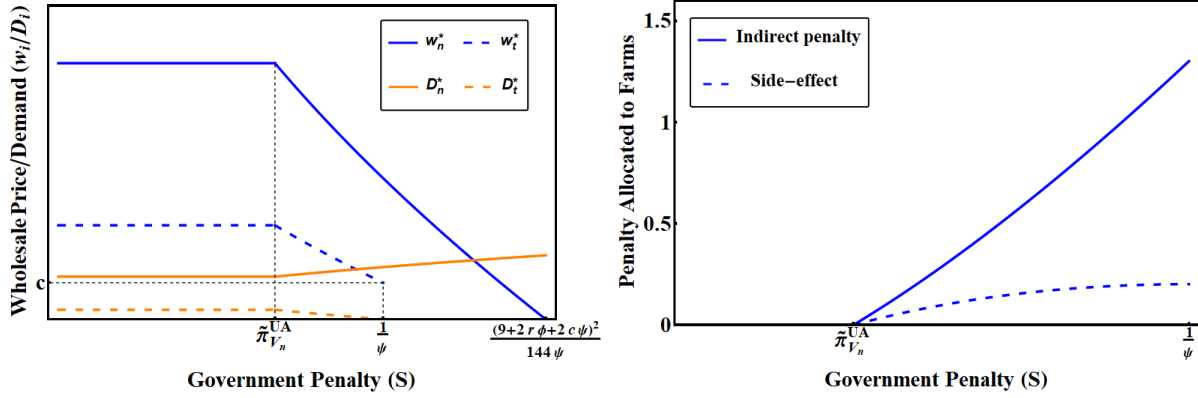 Wholesale Price/Demand (w_i/D_i)
w_n^* w_t^*
D_n^* D_t^*
c
π̃_{V_n}^{UA} 1/ψ (9+2 r ϕ+2 c ψ)^2/144 ψ
Government Penalty (S)
Penalty Allocated to Farms
1.5
Indirect penalty
Side-effect
1
0.5
0
π̃_{V_n}^{UA} 1/ψ
Government Penalty (S)